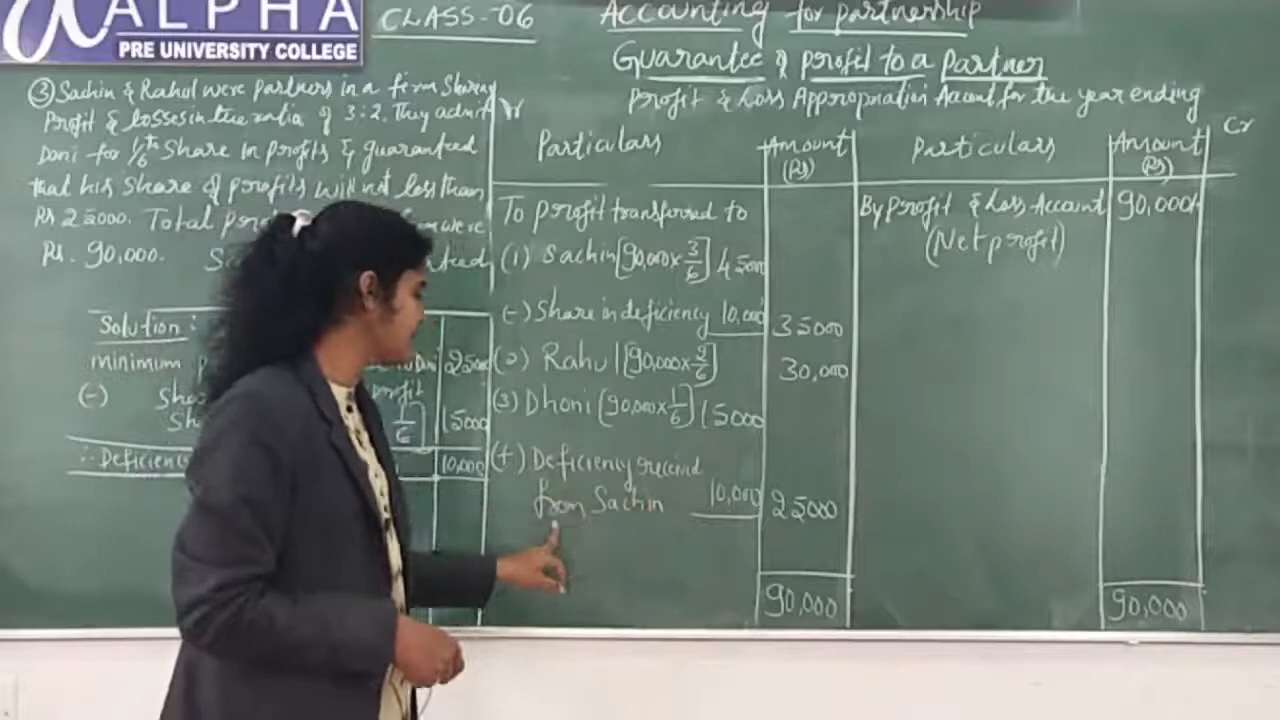 ALPHA
PRE UNIVERSITY COLLEGE
CLASS-06
Accounting for partnership
Guarantee of profit to a Partner
Profit & Loss Appropriation Account for the year ending
③ Sachin & Rahul were partners in a firm Sharing
Profit & losses in the ratio of 3:2. They admit
Doni for 1/6th Share in profits & guaranteed
that his share of profits will not less than
Rs 25000. Total
were
Rs. 90,000.
Solution:
minimum
Doni 25000
(-)
profit
1/6] 15000
∴ Deficiency 10,000
Cr
Particulars Amount (Rs) Particulars Amount (Rs)
To profit transferred to
(1) Sachin [90,000 x 3/6] 45000
(-) Share in deficiency 10,000 35000
(2) Rahul [90,000 x 2/6] 30,000
(3) Dhoni [90,000 x 1/6] 15000
(+) Deficiency received
from Sachin 10,000 25000
90,000
By profit & Loss Account 90,000
(Net profit)
90,000